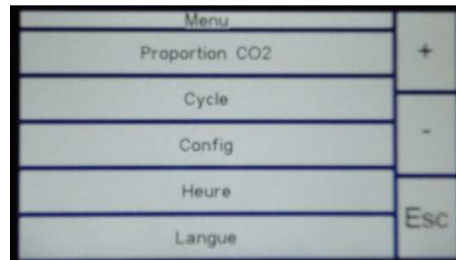 Menu
Proportion CO2
Cycle
Config
Heure
Langue
+
-
Esc